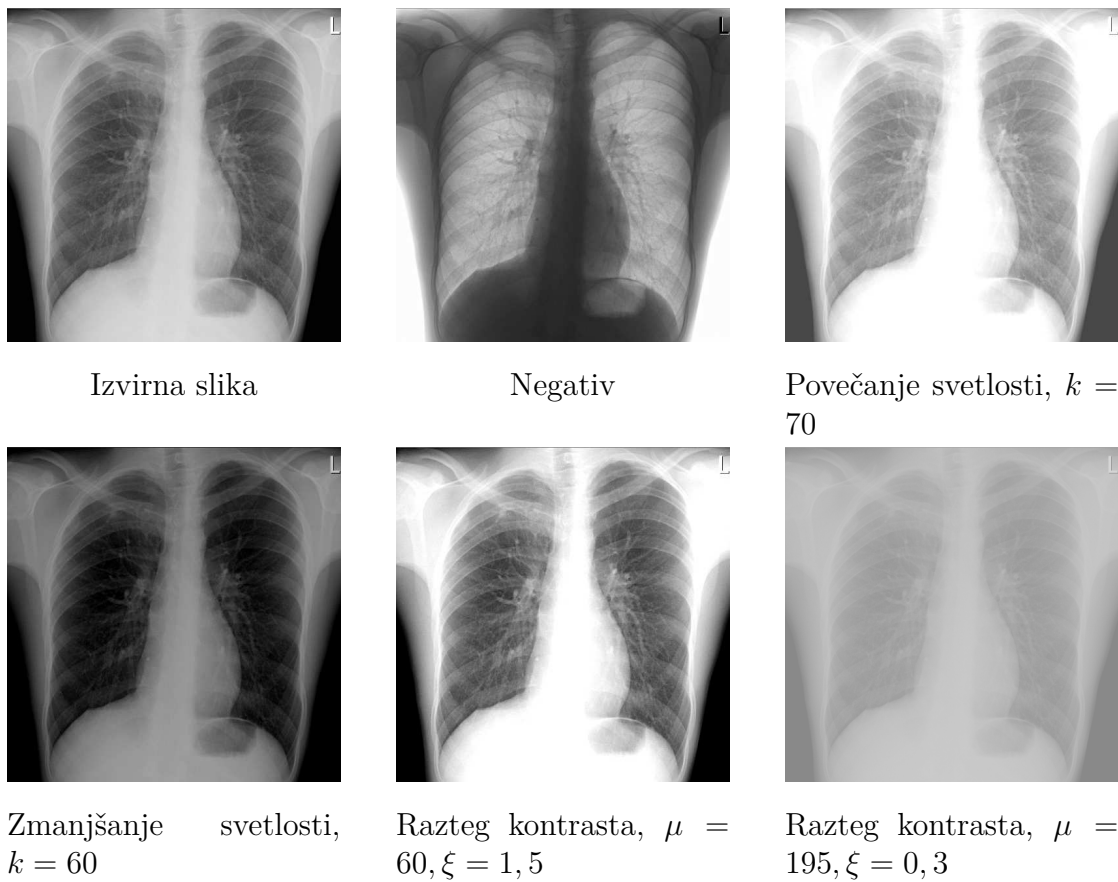 L
L
L
Izvirna slika
Negativ
Povečanje svetlosti, k =
70
L
L
L
Zmanjšanje svetlosti,
k = 60
Razteg kontrasta, μ =
60, ξ = 1, 5
Razteg kontrasta, μ =
195, ξ = 0, 3